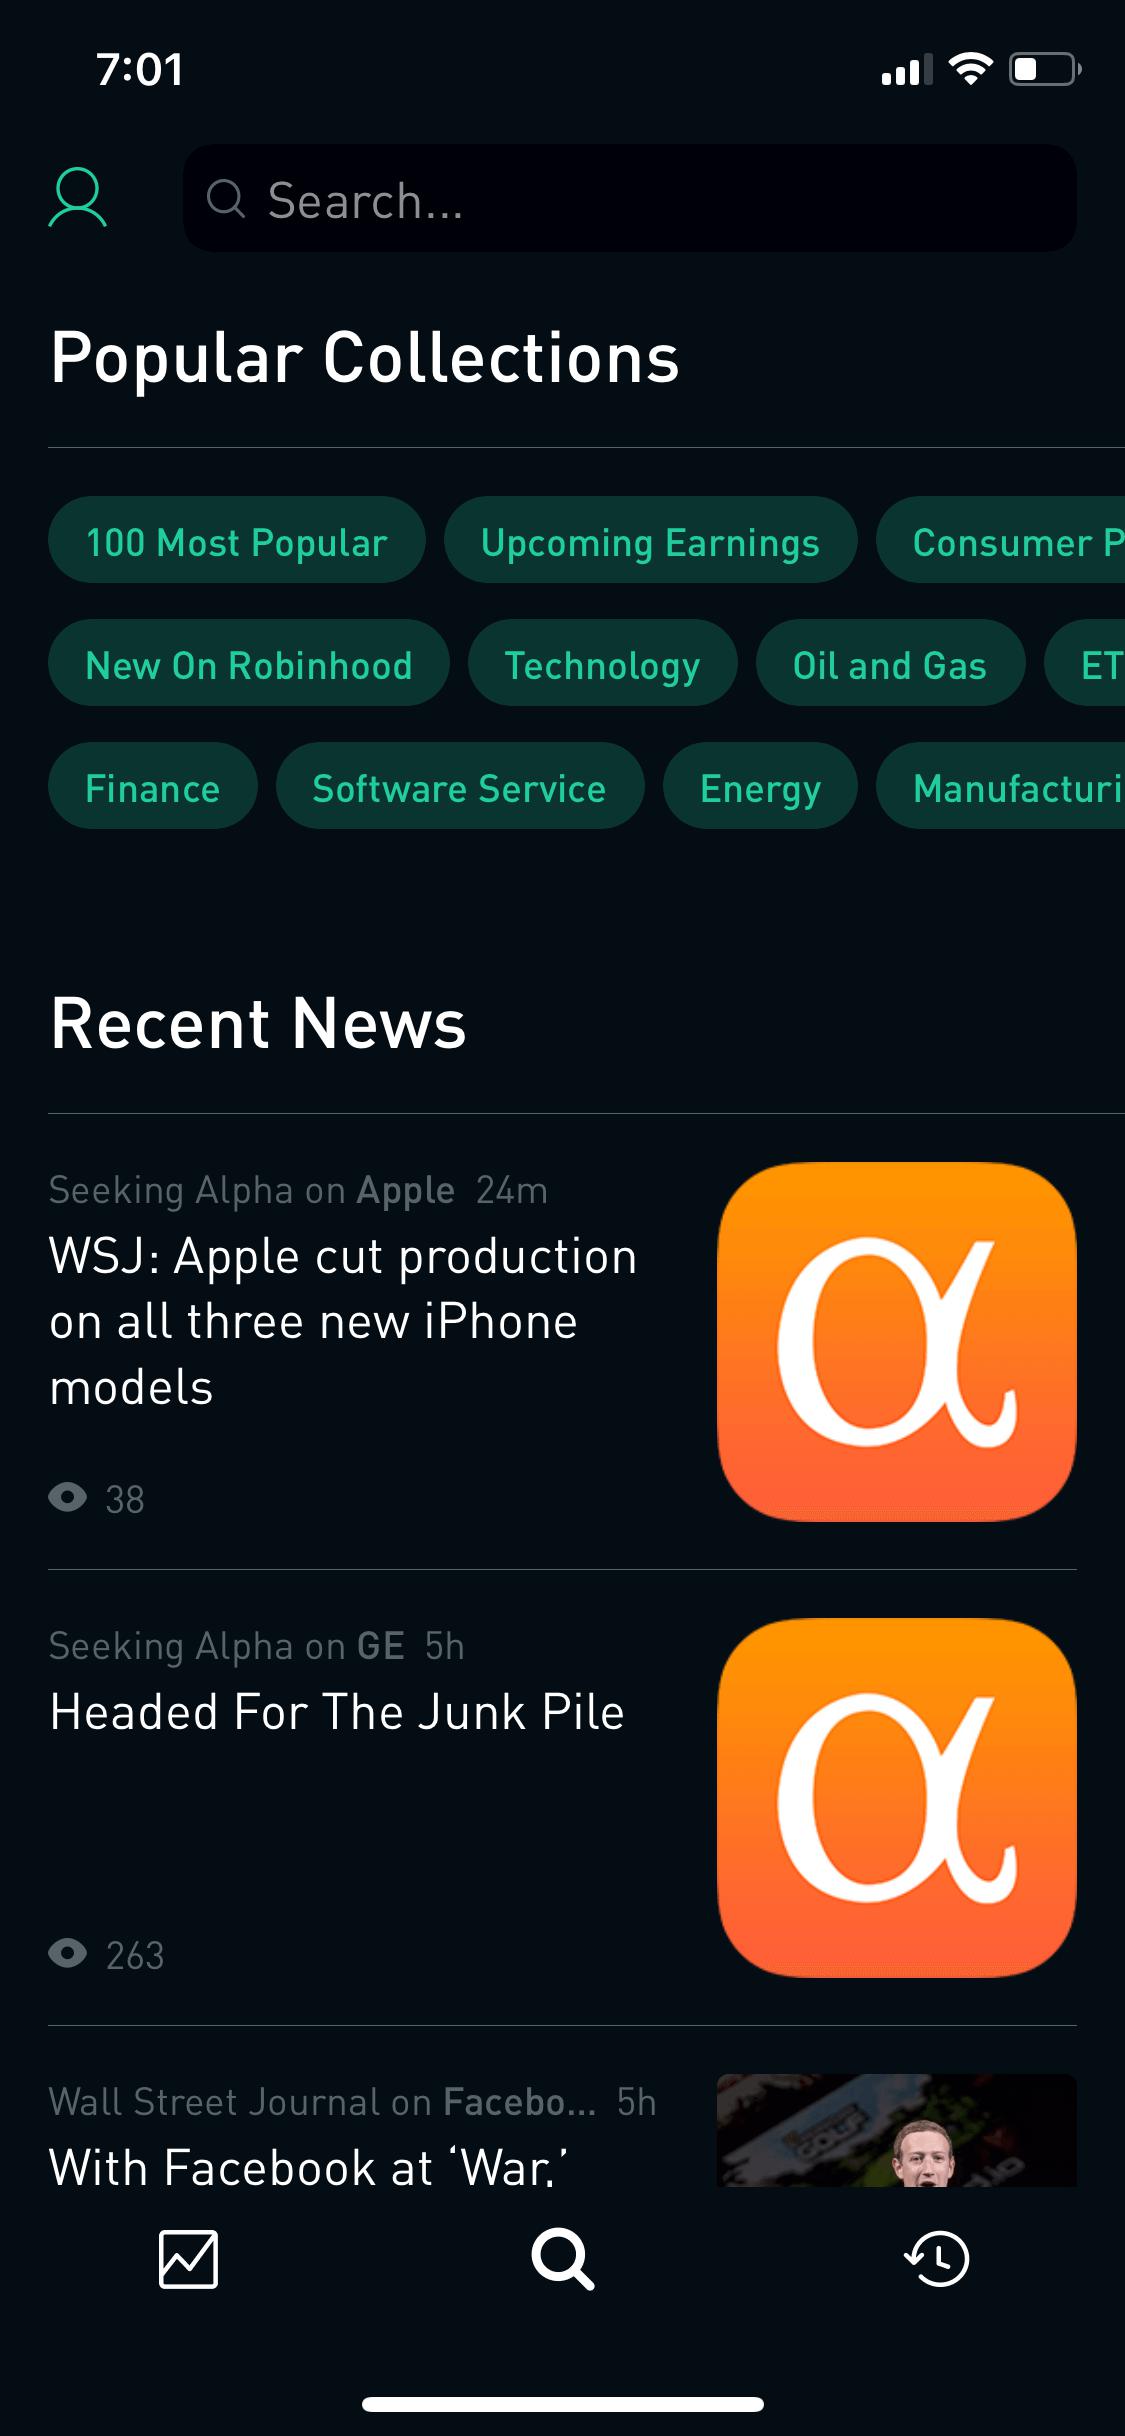 7:01
Search...
Popular Collections
100 Most Popular
Upcoming Earnings
Consumer P
New On Robinhood
Technology
Oil and Gas
ET
Finance
Software Service
Energy
Manufacturi
Recent News
Seeking Alpha on Apple 24m
WSJ: Apple cut production
on all three new iPhone
models
38
Seeking Alpha on GE 5h
Headed For The Junk Pile
263
Wall Street Journal on Facebo... 5h
With Facebook at ‘War,’